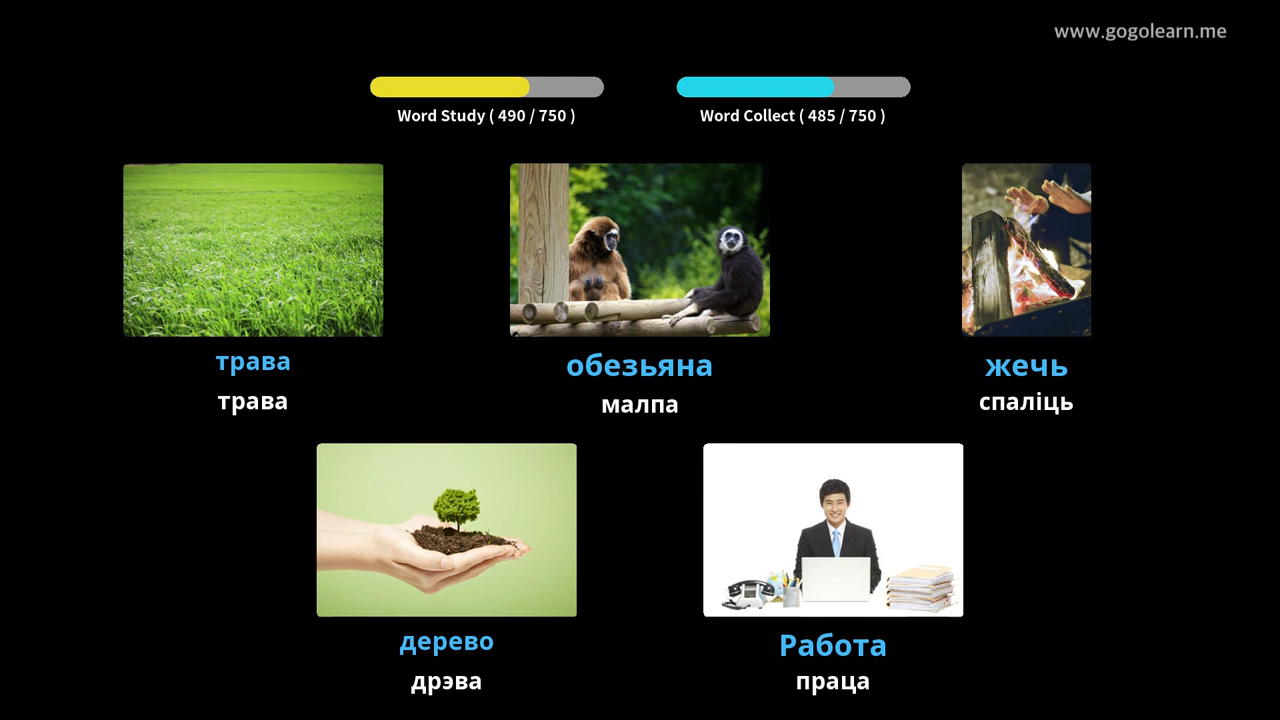 www.gogolearn.me
Word Study ( 490 / 750 )
Word Collect ( 485 / 750 )
трава
трава
обезьяна
малпа
жечь
спаліць
дерево
дрэва
Работа
праца